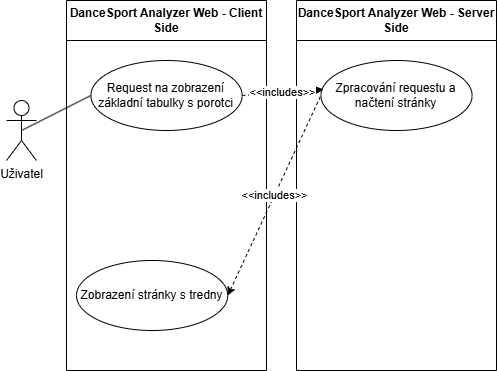 DanceSport Analyzer Web - Client
Side
DanceSport Analyzer Web - Server
Side
Request na zobrazení
základní tabulky s porotci
<<includes>>
Zpracování requestu a
načtení stránky
Uživatel
<<includes>>
Zobrazení stránky s tredny